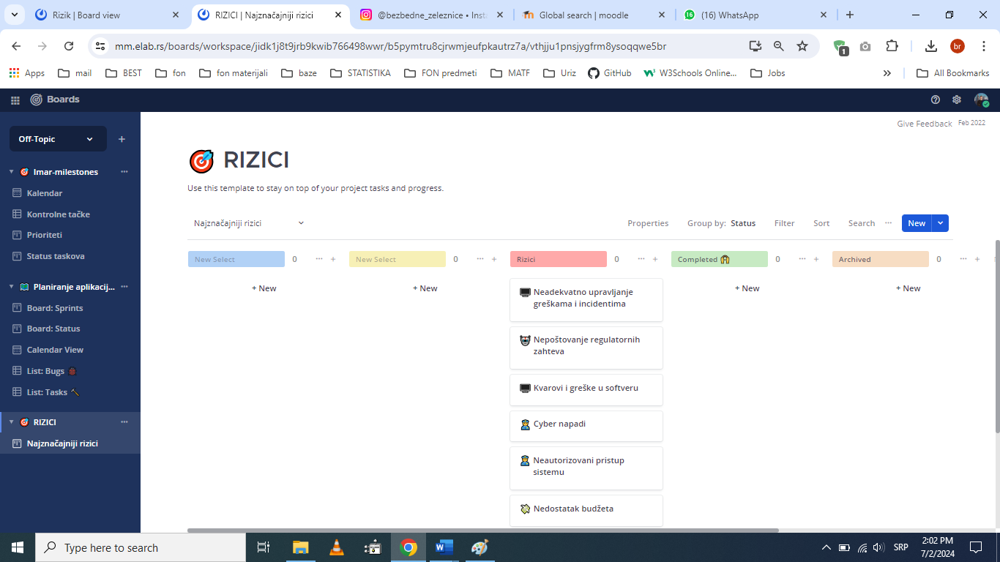 Rizik | Board view
RIZICI | Najznačajniji rizici
@bezbedne_zeleznice • Inst
Global search | moodle
(16) WhatsApp
mm.elab.rs/boards/workspace/jidk1j8t9jrb9kwib766498wwr/b5pymtru8cjrwmjeufpkautrz7a/vthjju1pnsjygfrm8ysoqqwe5br
1
br
Apps
mail
BEST
fon
fon materijali
baze
STATISTIKA
FON predmeti
MATF
Uriz
GitHub
W3Schools Online...
Jobs
All Bookmarks
Boards
Off-Topic
Imar-milestones
Kalendar
Kontrolne tačke
Prioriteti
Status taskova
Planiranje aplikacij...
Board: Sprints
Board: Status
Calendar View
List: Bugs
List: Tasks
RIZICI
Najznačajniji rizici
Give Feedback Feb 2022
RIZICI
Use this template to stay on top of your project tasks and progress.
Najznačajniji rizici
Properties
Group by: Status
Filter
Sort
Search
New
New Select 0
New Select 0
Rizici 0
Completed 0
Archived 0
+ New
+ New
+ New
+ New
Neadekvatno upravljanje
greškama i incidentima
Nepoštovanje regulatornih
zahteva
Kvarovi i greške u softveru
Cyber napadi
Neautorizovani pristup
sistemu
Nedostatak budžeta
Type here to search
SRP
2:02 PM
7/2/2024